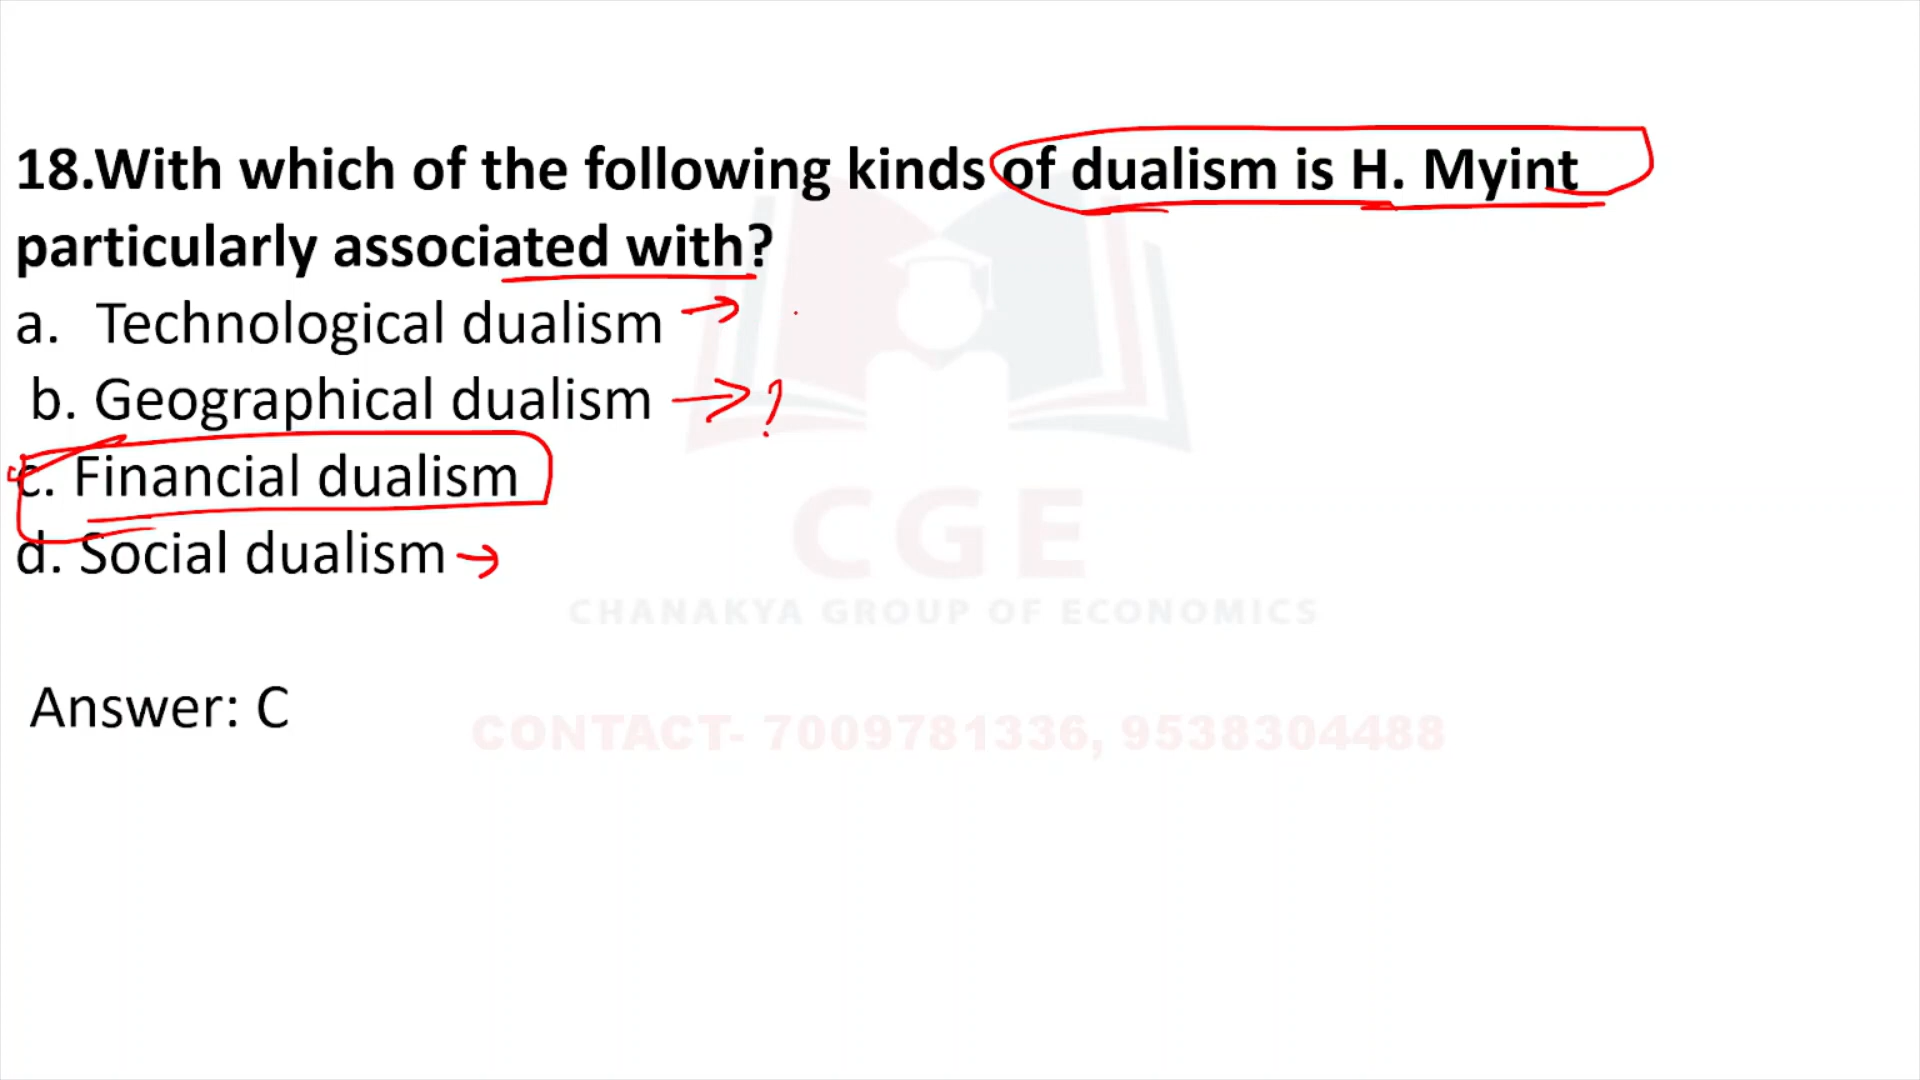 18.With which of the following kinds of dualism is H. Myint
particularly associated with?
a. Technological dualism
b. Geographical dualism ?
c. Financial dualism
d. Social dualism
CGE
CHANAKYA GROUP OF ECONOMICS
Answer: C
CONTACT- 7009781336, 9538304488